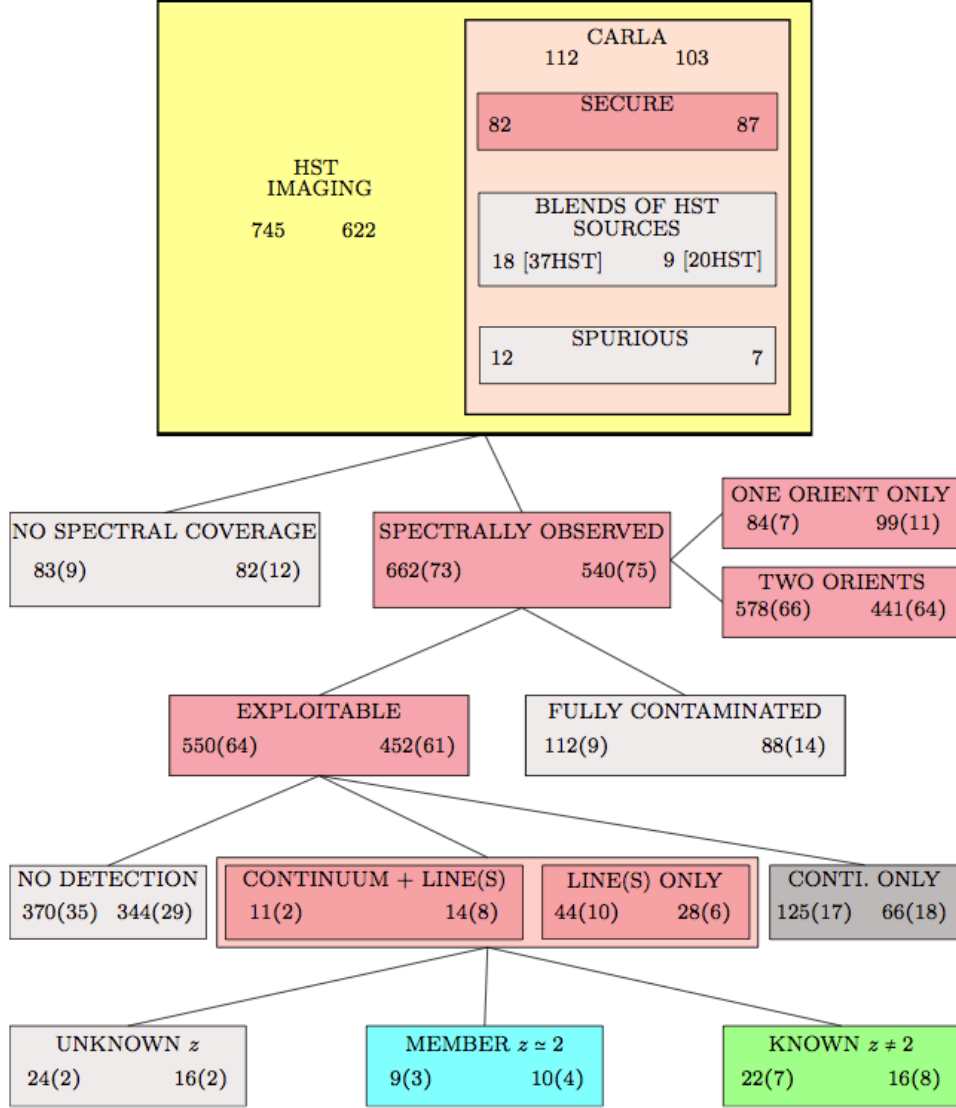 CARLA
112 103
SECURE
82 87
HST
IMAGING
745 622
BLENDS OF HST
SOURCES
18 [37HST] 9 [20HST]
SPURIOUS
12 7
NO SPECTRAL COVERAGE
83(9) 82(12)
SPECTRALLY OBSERVED
662(73) 540(75)
ONE ORIENT ONLY
84(7) 99(11)
TWO ORIENTS
578(66) 441(64)
EXPLOITABLE
550(64) 452(61)
FULLY CONTAMINATED
112(9) 88(14)
NO DETECTION
370(35) 344(29)
CONTINUUM + LINE(S)
11(2) 14(8)
LINE(S) ONLY
44(10) 28(6)
CONTI. ONLY
125(17) 66(18)
UNKNOWN z
24(2) 16(2)
MEMBER z ≃ 2
9(3) 10(4)
KNOWN z ≠ 2
22(7) 16(8)